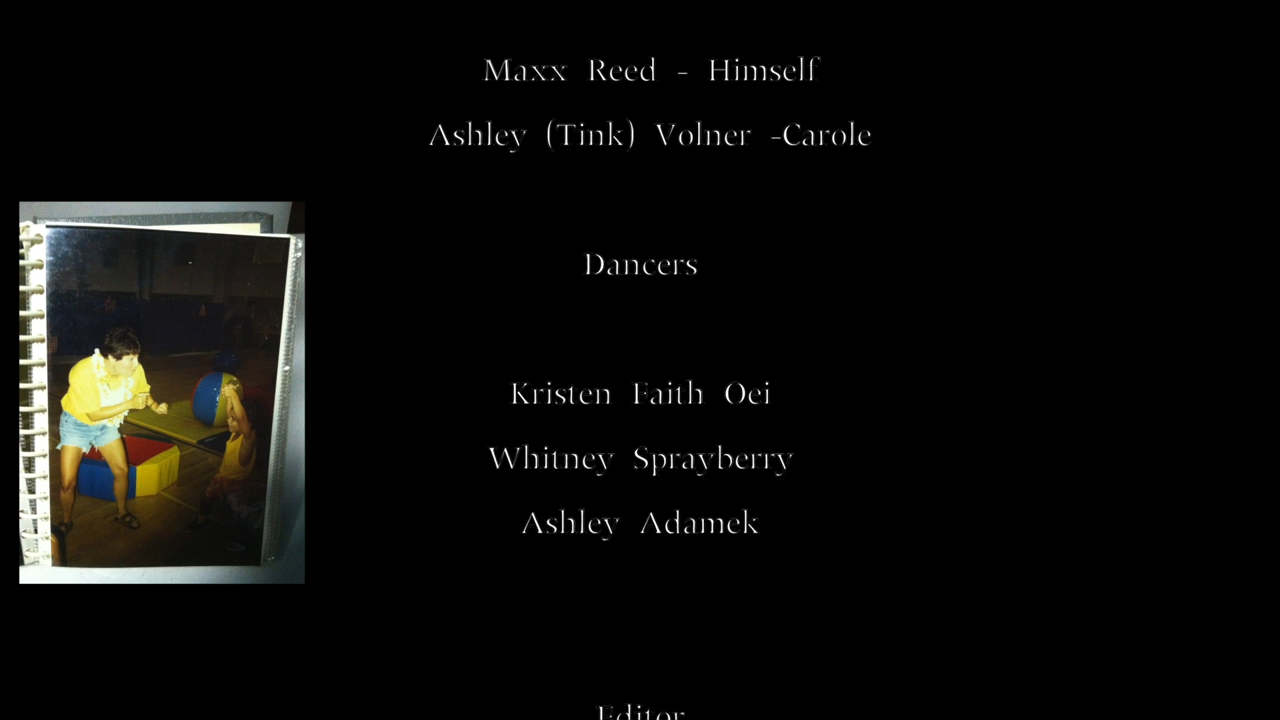 Maxx Reed - Himself
Ashley (Tink) Volner -Carole
Dancers
Kristen Faith Oei
Whitney Sprayberry
Ashley Adamek
Editor